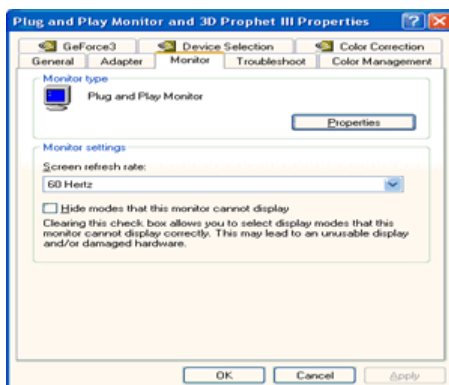 Plug and Play Monitor and 3D Prophet III Properties
GeForce3 Device Selection Color Correction
General Adapter Monitor Troubleshoot Color Management
Monitor type
Plug and Play Monitor
Properties
Monitor settings
Screen refresh rate:
60 Hertz
Hide modes that this monitor cannot display
Clearing this check box allows you to select display modes that this
monitor cannot display correctly. This may lead to an unusable display
and/or damaged hardware.
OK Cancel Apply